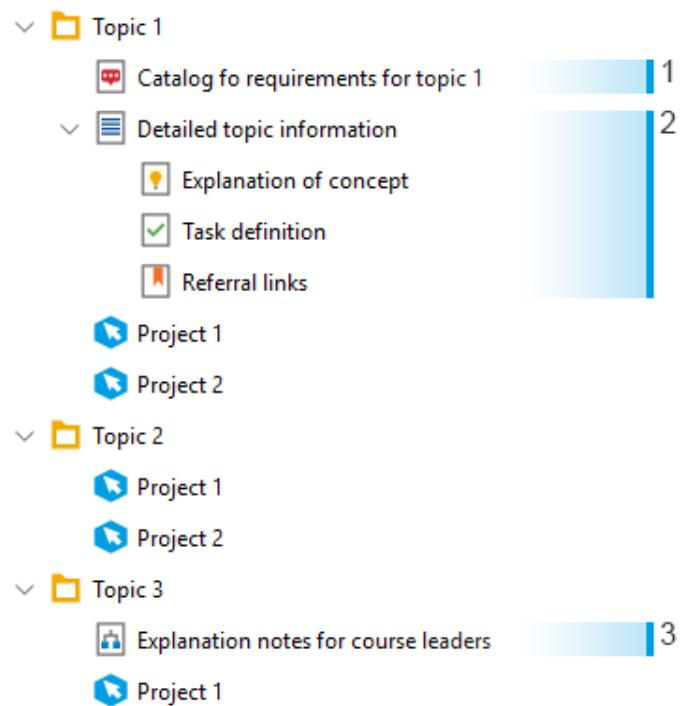 Topic 1
Catalog fo requirements for topic 1 1
Detailed topic information 2
Explanation of concept
Task definition
Referral links
Project 1
Project 2
Topic 2
Project 1
Project 2
Topic 3
Explanation notes for course leaders 3
Project 1